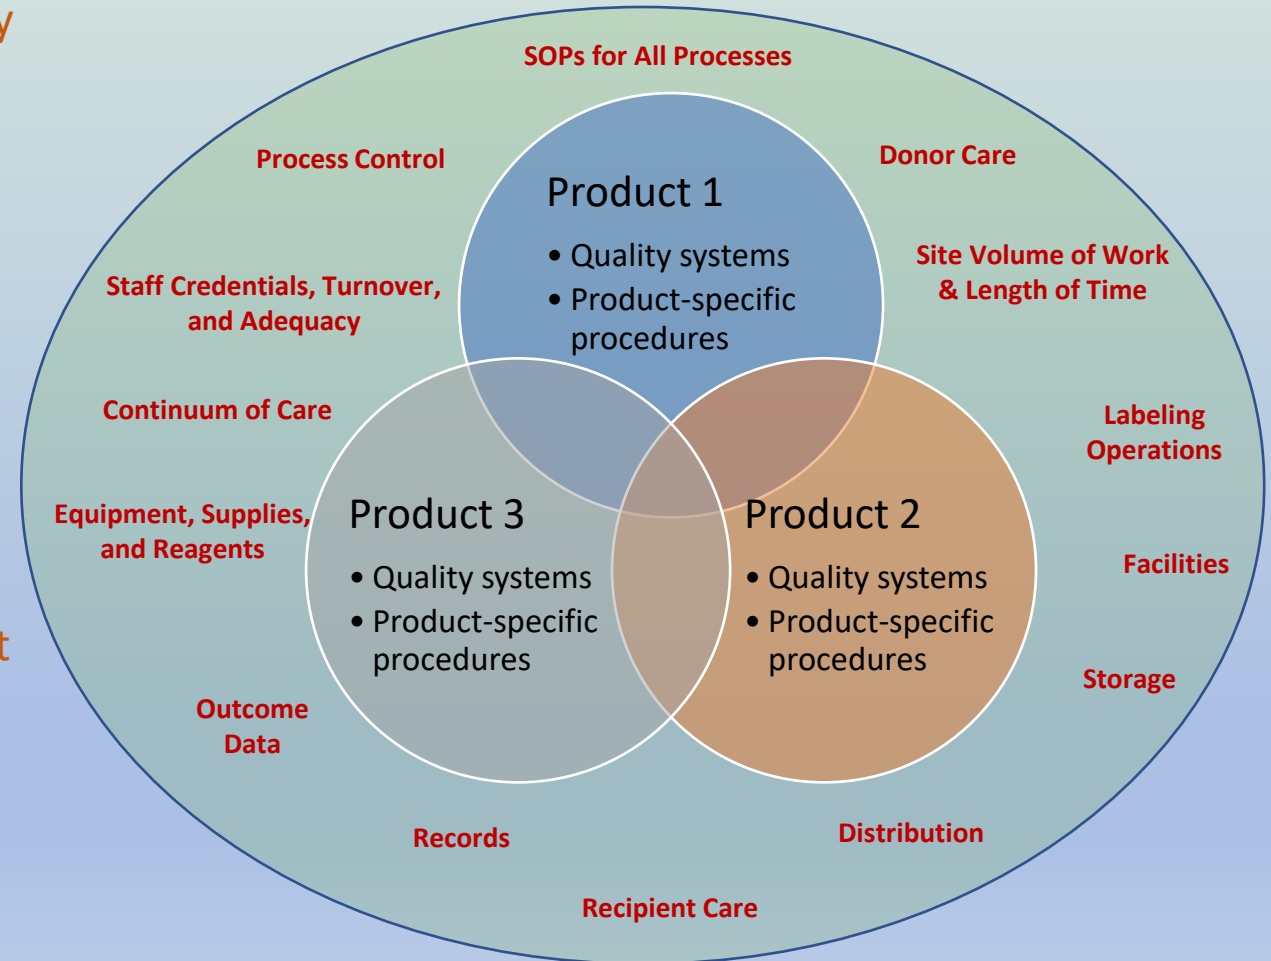 y
SOPs for All Processes
Process Control
Donor Care
Product 1
• Quality systems
• Product-specific
procedures
Site Volume of Work
& Length of Time
Staff Credentials, Turnover,
and Adequacy
Continuum of Care
Labeling
Operations
Equipment, Supplies,
and Reagents
Product 3
• Quality systems
• Product-specific
procedures
Product 2
• Quality systems
• Product-specific
procedures
Facilities
t
Storage
Outcome
Data
Records
Distribution
Recipient Care